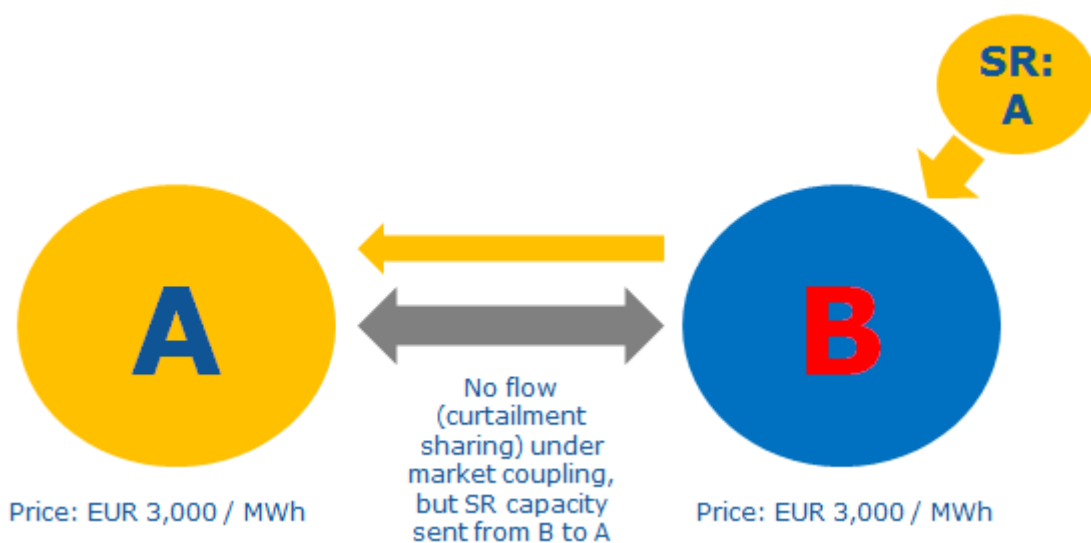 SR:
A
A
B
No flow
(curtailment
sharing) under
market coupling,
but SR capacity
sent from B to A
Price: EUR 3,000 / MWh
Price: EUR 3,000 / MWh